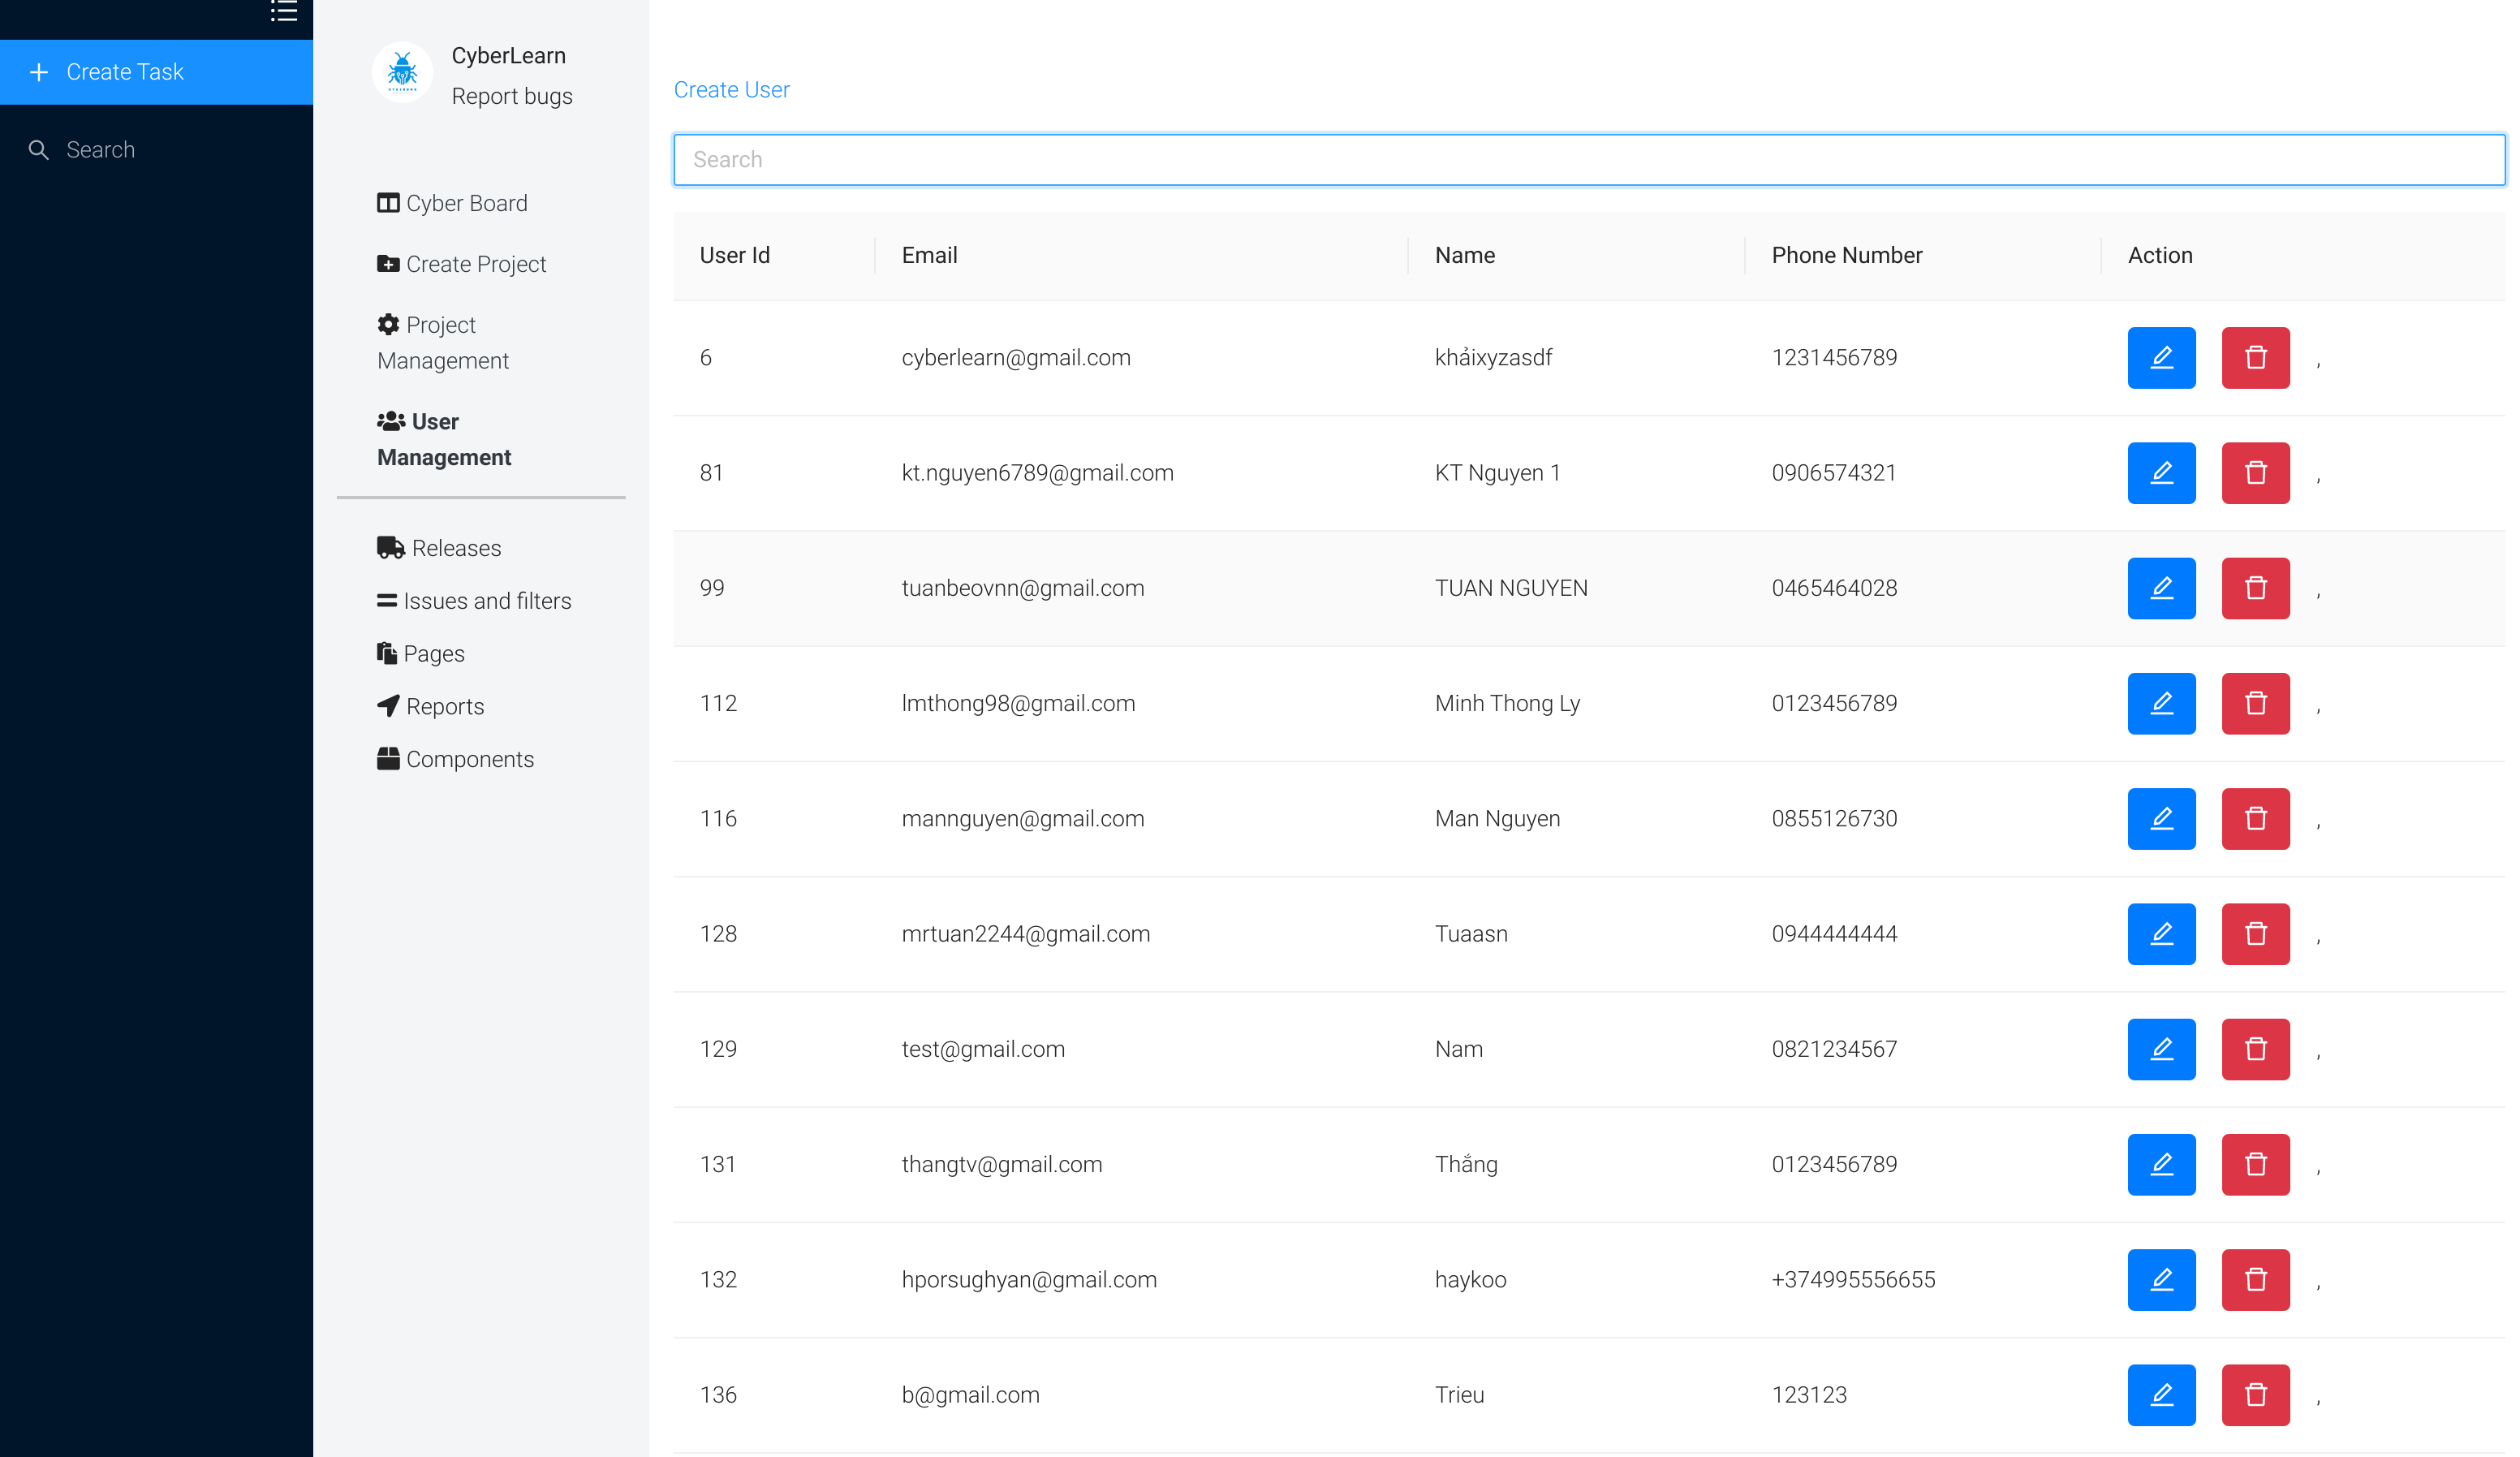 Create Task
Search
CyberLearn
Report bugs
Cyber Board
Create Project
Project
Management
User
Management
Releases
Issues and filters
Pages
Reports
Components
Create User
Search
User Id Email Name Phone Number Action
6 cyberlearn@gmail.com khảixyzasdf 1231456789 ,
81 kt.nguyen6789@gmail.com KT Nguyen 1 0906574321 ,
99 tuanbeovnn@gmail.com TUAN NGUYEN 0465464028 ,
112 lmthong98@gmail.com Minh Thong Ly 0123456789 ,
116 mannguyen@gmail.com Man Nguyen 0855126730 ,
128 mrtuan2244@gmail.com Tuaasn 0944444444 ,
129 test@gmail.com Nam 0821234567 ,
131 thangtv@gmail.com Thắng 0123456789 ,
132 hporsughyan@gmail.com haykoo +374995556655 ,
136 b@gmail.com Trieu 123123 ,